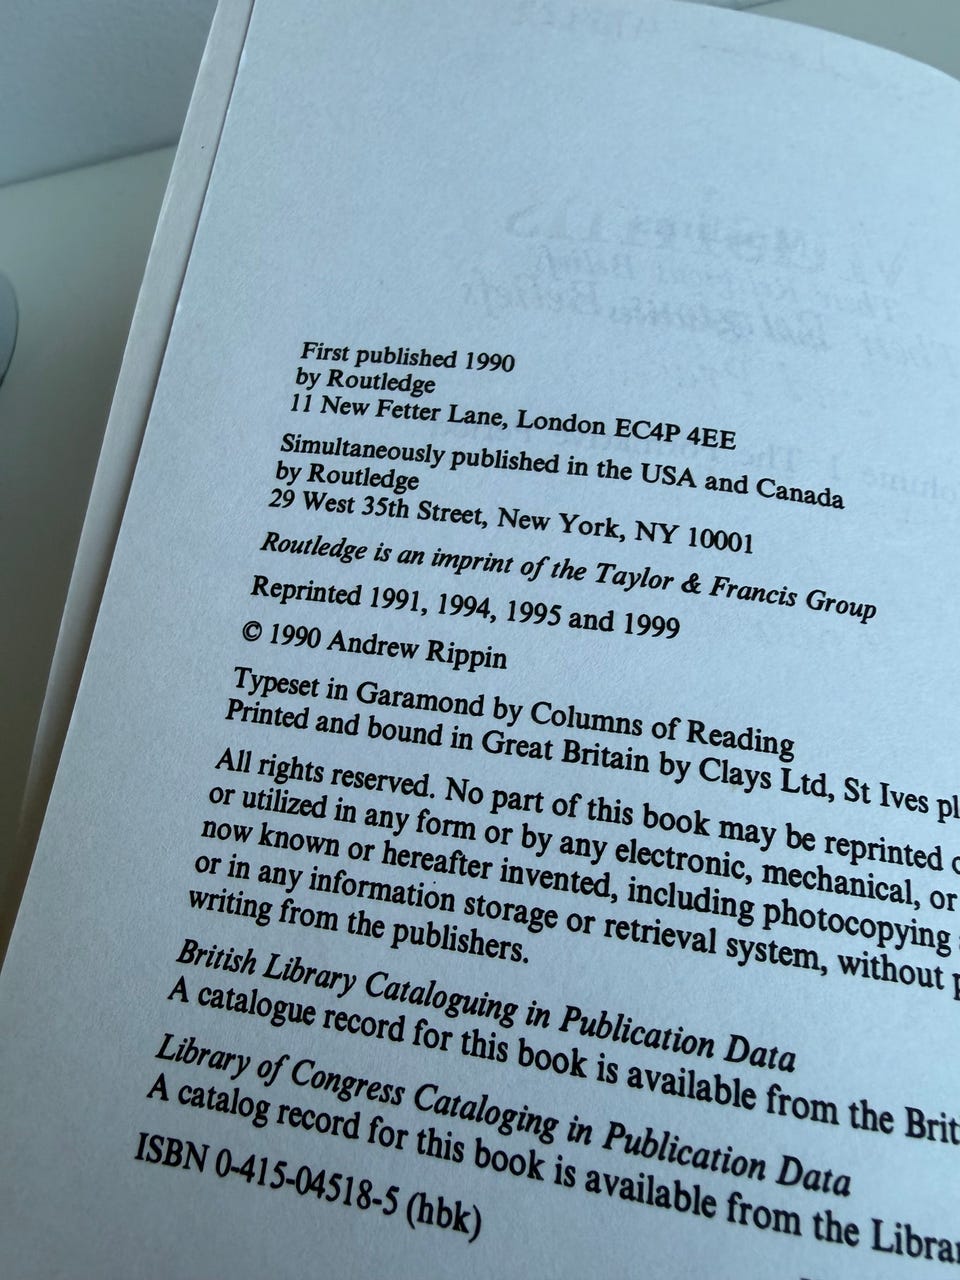 First published 1990
by Routledge
11 New Fetter Lane, London EC4P 4EE
Simultaneously published in the USA and Canada
by Routledge
29 West 35th Street, New York, NY 10001
Routledge is an imprint of the Taylor & Francis Group
Reprinted 1991, 1994, 1995 and 1999
© 1990 Andrew Rippin
Typeset in Garamond by Columns of Reading
Printed and bound in Great Britain by Clays Ltd, St Ives pl
All rights reserved. No part of this book may be reprinted
or utilized in any form or by any electronic, mechanical, or
now known or hereafter invented, including photocopying
or in any information storage or retrieval system, without
writing from the publishers.
British Library Cataloguing in Publication Data
A catalogue record for this book is available from the Brit
Library of Congress Cataloging in Publication Data
A catalog record for this book is available from the Librar
ISBN 0-415-04518-5 (hbk)